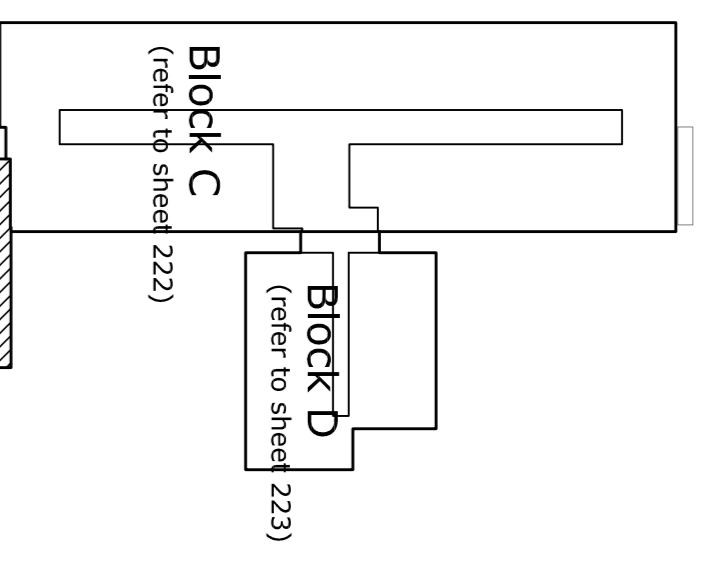 Block C
(refer to sheet 222)
Block D
(refer to sheet 223)